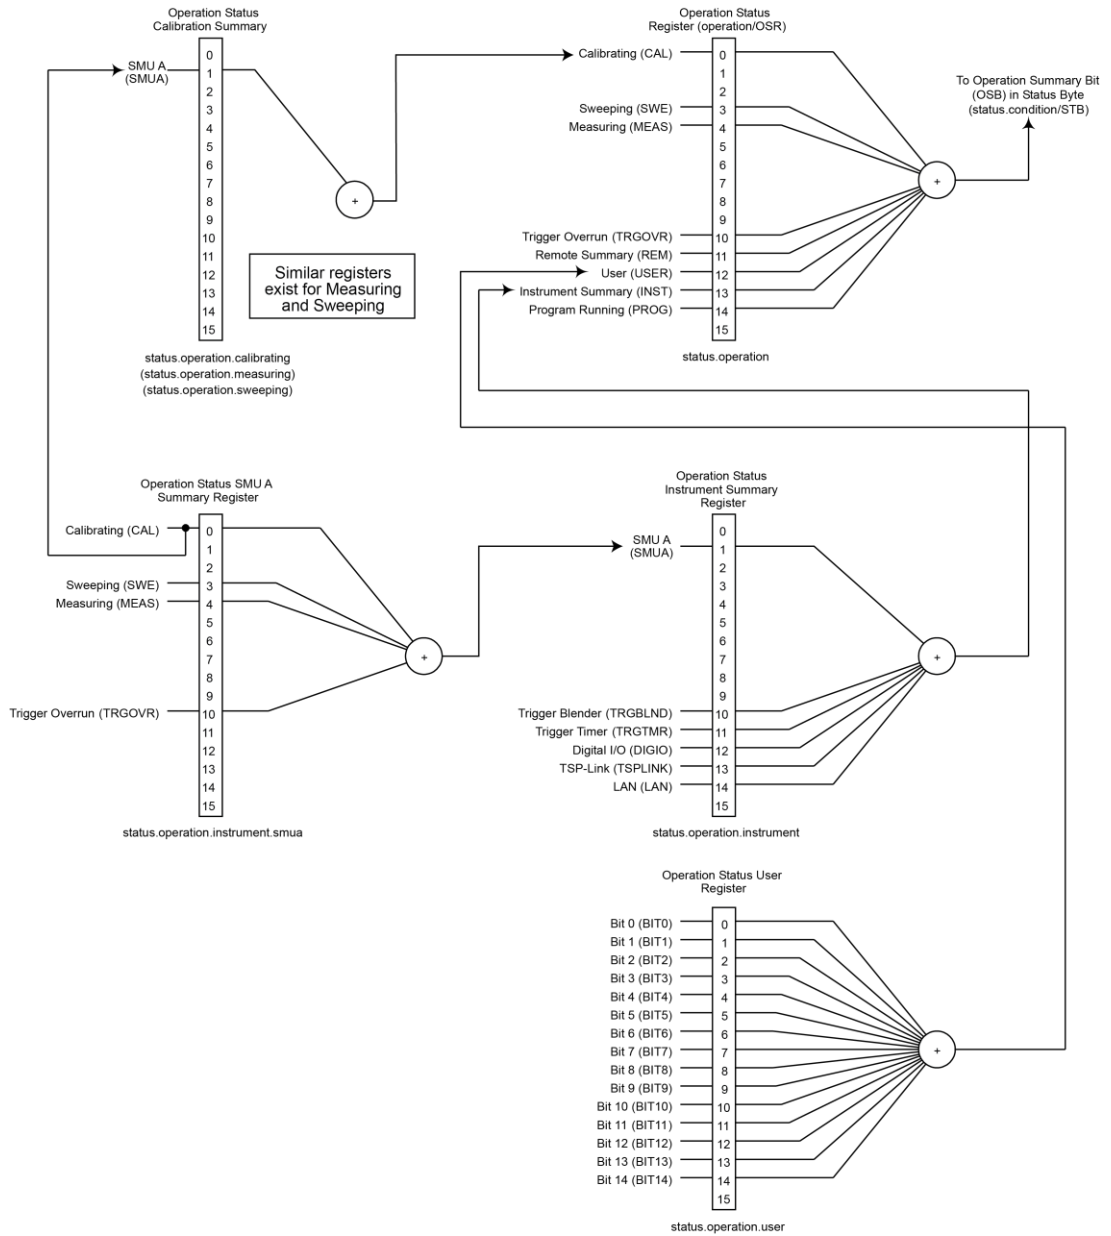 Operation Status
Calibration Summary
SMU A
(SMUA)
0
1
2
3
4
5
6
7
8
9
10
11
12
13
14
15
+
Similar registers
exist for Measuring
and Sweeping
status.operation.calibrating
(status.operation.measuring)
(status.operation.sweeping)
Operation Status
Register (operation/OSR)
Calibrating (CAL)
Sweeping (SWE)
Measuring (MEAS)
Trigger Overrun (TRGOVR)
Remote Summary (REM)
User (USER)
Instrument Summary (INST)
Program Running (PROG)
0
1
2
3
4
5
6
7
8
9
10
11
12
13
14
15
+
status.operation
To Operation Summary Bit
(OSB) in Status Byte
(status.condition/STB)
Operation Status SMU A
Summary Register
Calibrating (CAL)
Sweeping (SWE)
Measuring (MEAS)
Trigger Overrun (TRGOVR)
0
1
2
3
4
5
6
7
8
9
10
11
12
13
14
15
+
status.operation.instrument.smua
Operation Status
Instrument Summary
Register
SMU A
(SMUA)
Trigger Blender (TRGBLND)
Trigger Timer (TRGTMR)
Digital I/O (DIGIO)
TSP-Link (TSPLINK)
LAN (LAN)
0
1
2
3
4
5
6
7
8
9
10
11
12
13
14
15
+
status.operation.instrument
Operation Status User
Register
Bit 0 (BIT0)
Bit 1 (BIT1)
Bit 2 (BIT2)
Bit 3 (BIT3)
Bit 4 (BIT4)
Bit 5 (BIT5)
Bit 6 (BIT6)
Bit 7 (BIT7)
Bit 8 (BIT8)
Bit 9 (BIT9)
Bit 10 (BIT10)
Bit 11 (BIT11)
Bit 12 (BIT12)
Bit 13 (BIT13)
Bit 14 (BIT14)
0
1
2
3
4
5
6
7
8
9
10
11
12
13
14
15
+
status.operation.user